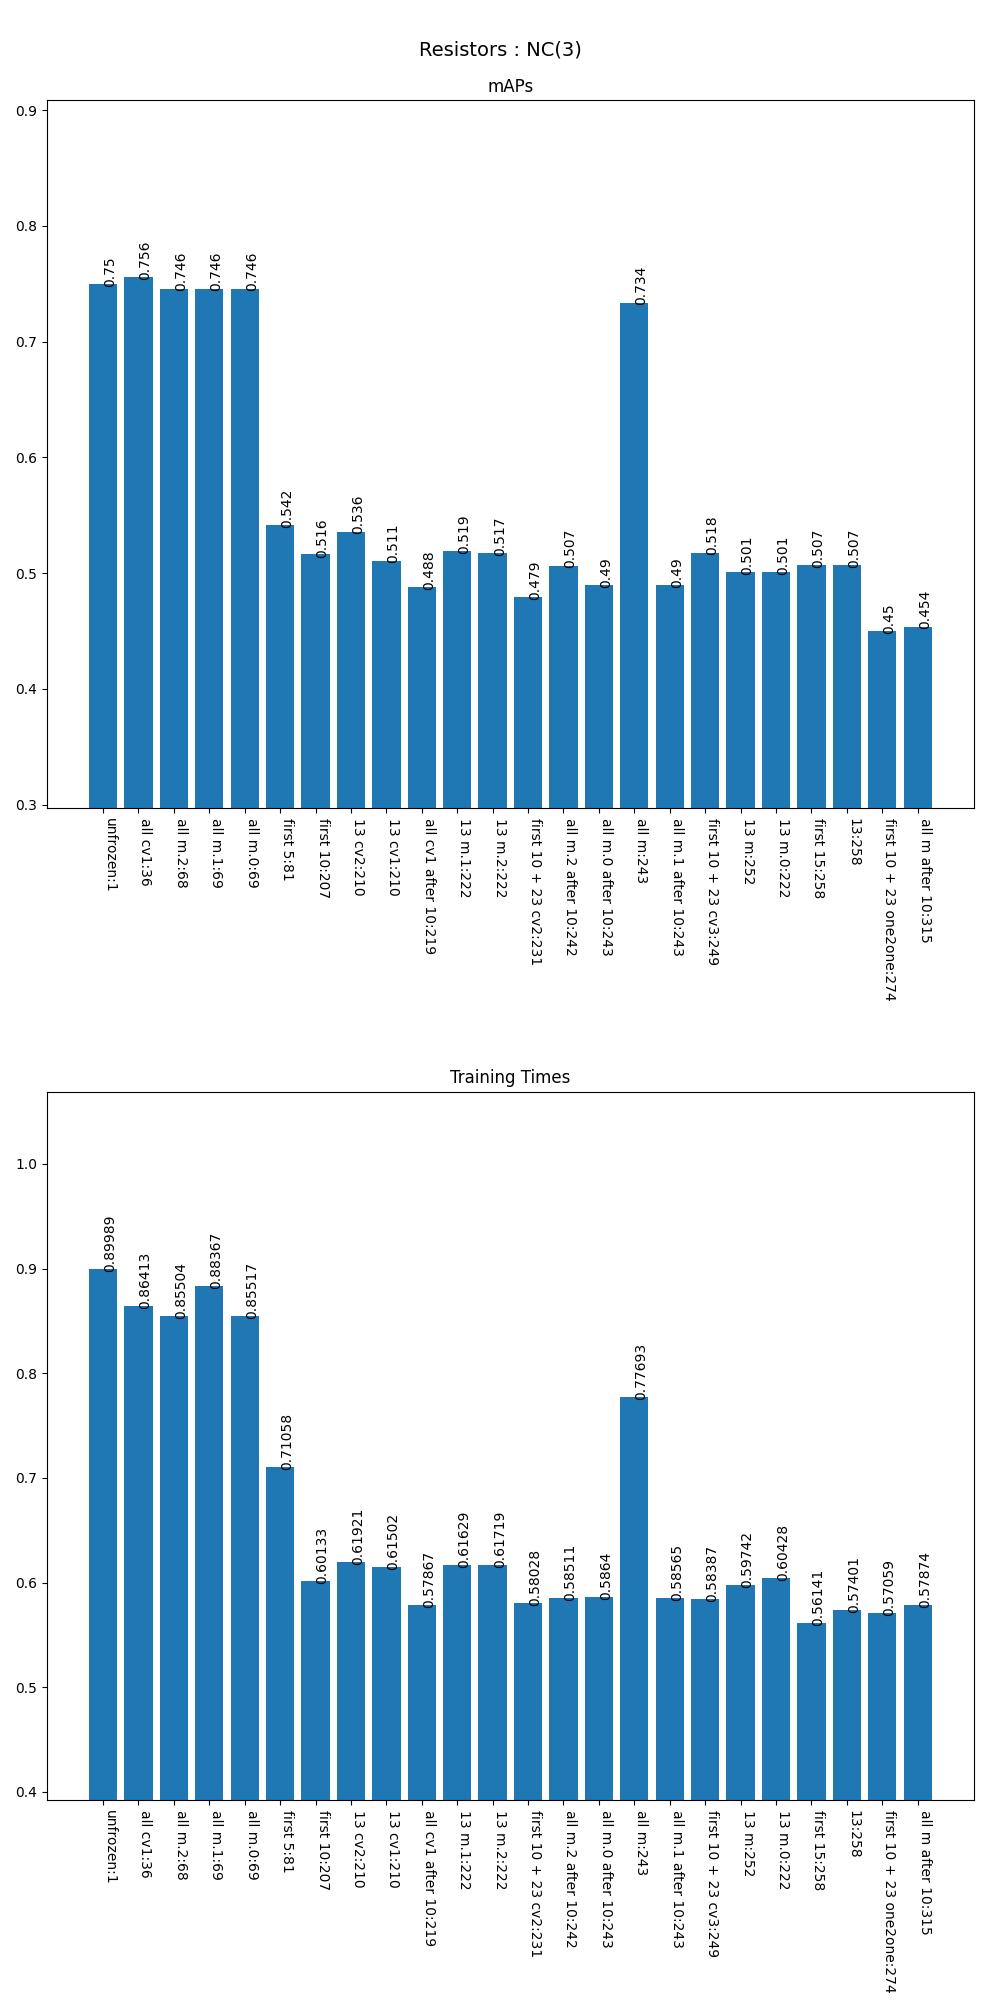 Resistors : NC(3)
mAPs
0.9
0.8
0.7
0.6
0.5
0.4
0.3
0.75
0.756
0.746
0.746
0.746
0.542
0.516
0.536
0.511
0.488
0.519
0.517
0.479
0.507
0.49
0.734
0.49
0.518
0.501
0.501
0.507
0.507
0.45
0.454
unfrozen:1
all cv1:36
all m.2:68
all m.1:69
all m.0:69
first 5:81
first 10:207
13 cv2:210
13 cv1:210
all cv1 after 10:219
13 m.1:222
13 m.2:222
first 10 + 23 cv2:231
all m.2 after 10:242
all m.0 after 10:243
all m:243
all m.1 after 10:243
first 10 + 23 cv3:249
13 m:252
13 m.0:222
first 15:258
13:258
first 10 + 23 one2one:274
all m after 10:315
Training Times
1.0
0.9
0.8
0.7
0.6
0.5
0.4
0.89989
0.86413
0.85504
0.88367
0.85517
0.71058
0.60133
0.61921
0.61502
0.57867
0.61629
0.61719
0.58028
0.58511
0.5864
0.77693
0.58565
0.58387
0.59742
0.60428
0.56141
0.57401
0.57059
0.57874
unfrozen:1
all cv1:36
all m.2:68
all m.1:69
all m.0:69
first 5:81
first 10:207
13 cv2:210
13 cv1:210
all cv1 after 10:219
13 m.1:222
13 m.2:222
first 10 + 23 cv2:231
all m.2 after 10:242
all m.0 after 10:243
all m:243
all m.1 after 10:243
first 10 + 23 cv3:249
13 m:252
13 m.0:222
first 15:258
13:258
first 10 + 23 one2one:274
all m after 10:315